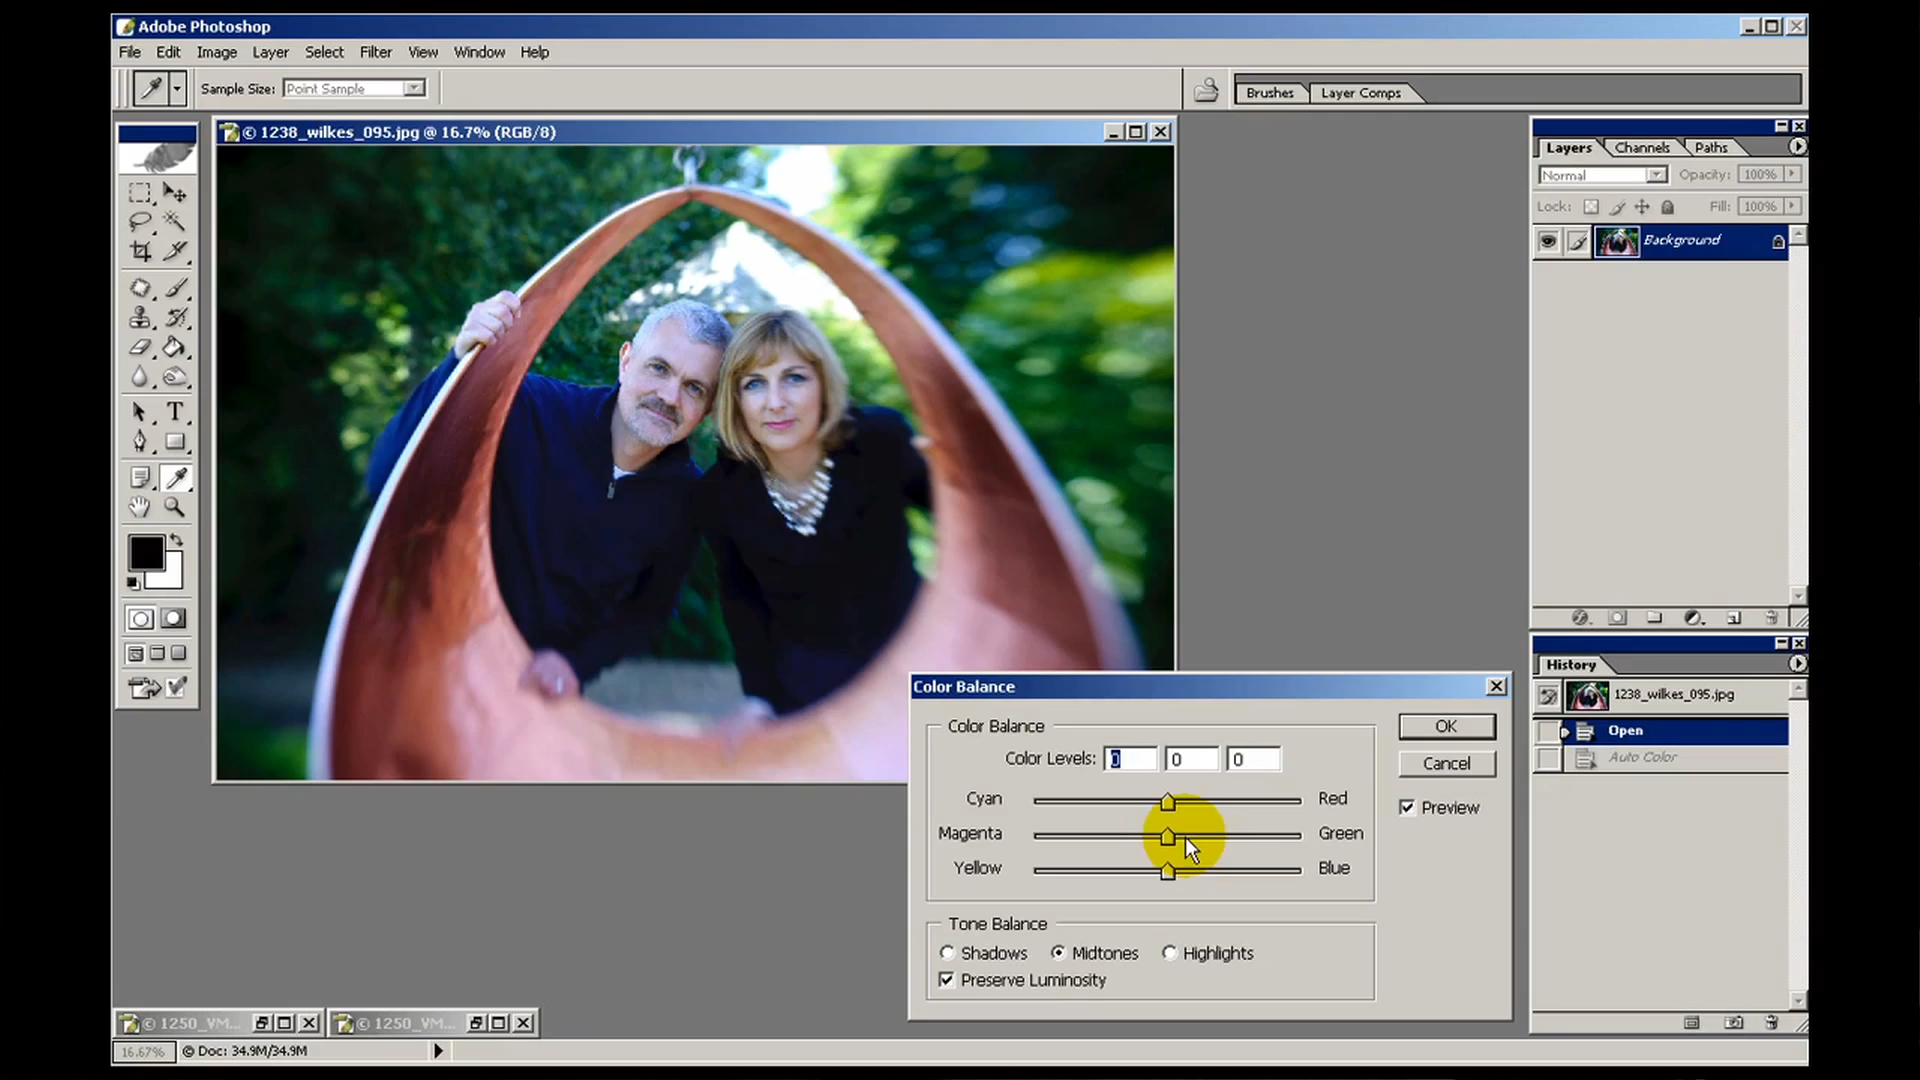 Adobe Photoshop
File Edit Image Layer Select Filter View Window Help
Sample Size: Point Sample
Brushes Layer Comps
© 1238_wilkes_095.jpg @ 16.7% (RGB/8)
Layers Channels Paths
Normal Opacity: 100%
Lock: Fill: 100%
Background
T
History
1238_wilkes_095.jpg
Open
Auto Color
Color Balance
Color Balance
Color Levels: 0 0 0
Cyan Red
Magenta Green
Yellow Blue
OK
Cancel
Preview
Tone Balance
Shadows Midtones Highlights
Preserve Luminosity
© 1250_VM... © 1250_VM...
16.67% © Doc: 34.9M/34.9M